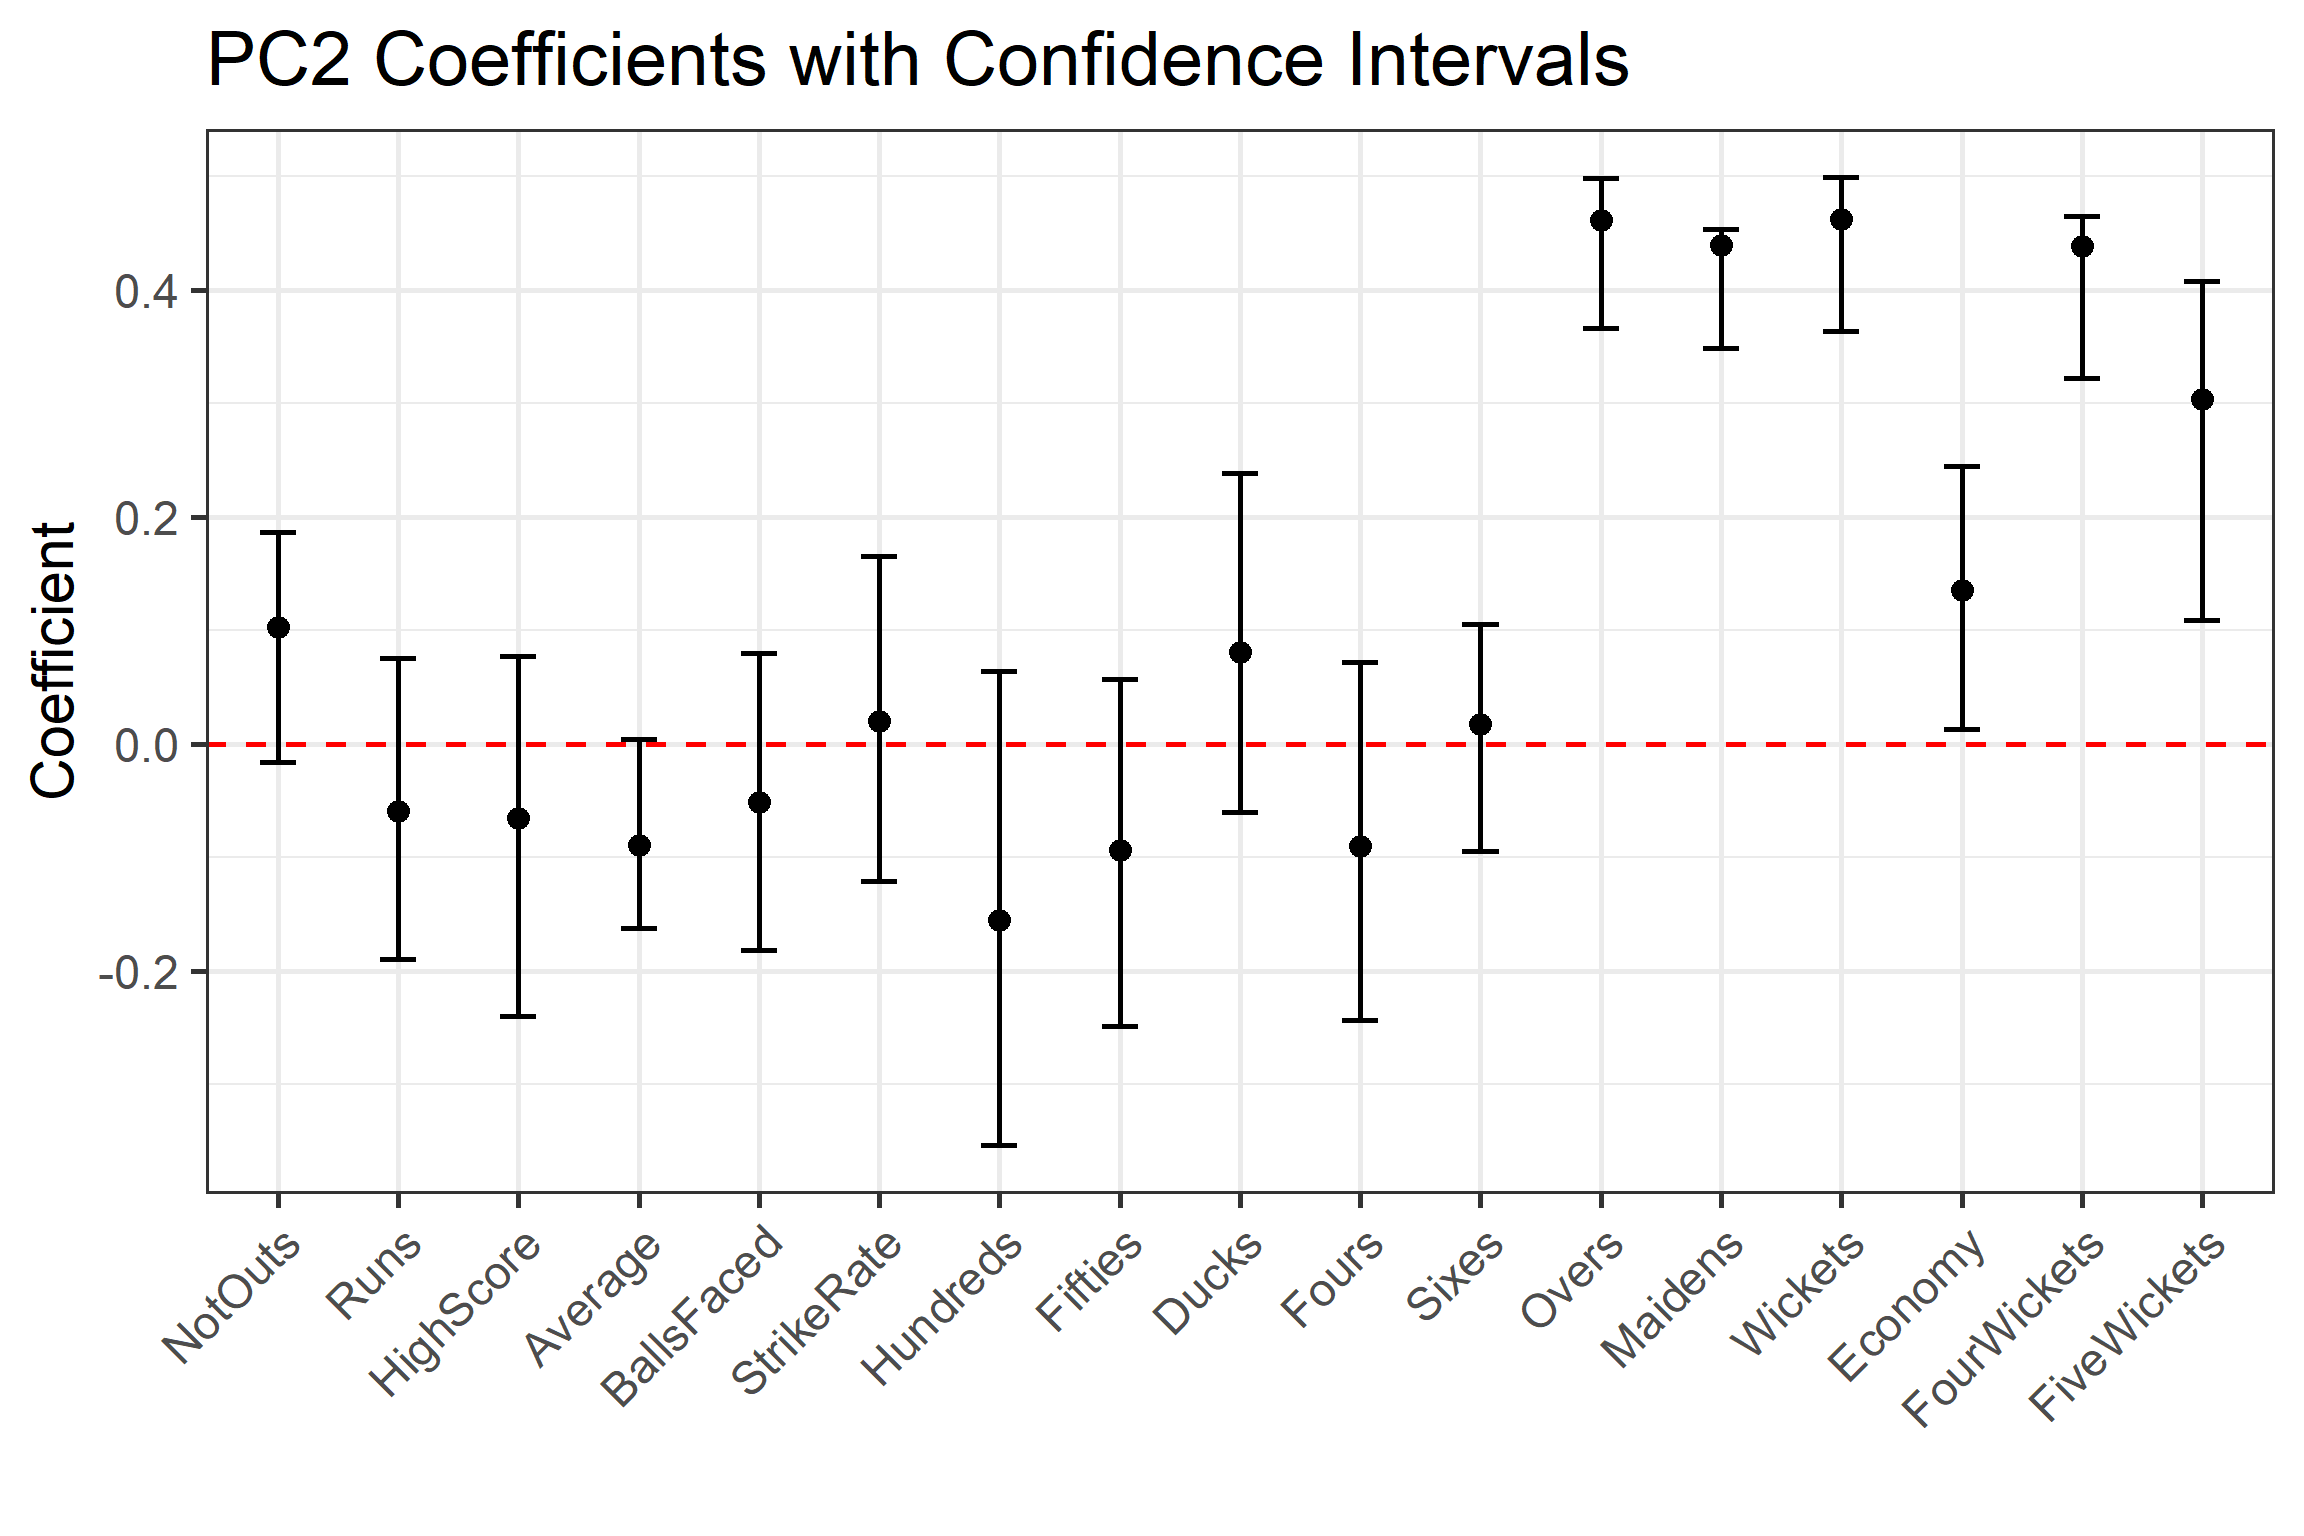 PC2 Coefficients with Confidence Intervals
Coefficient
0.4
0.2
0.0
-0.2
NotOuts
Runs
HighScore
Average
BallsFaced
StrikeRate
Hundreds
Fifties
Ducks
Fours
Sixes
Overs
Maidens
Wickets
Economy
FourWickets
FiveWickets